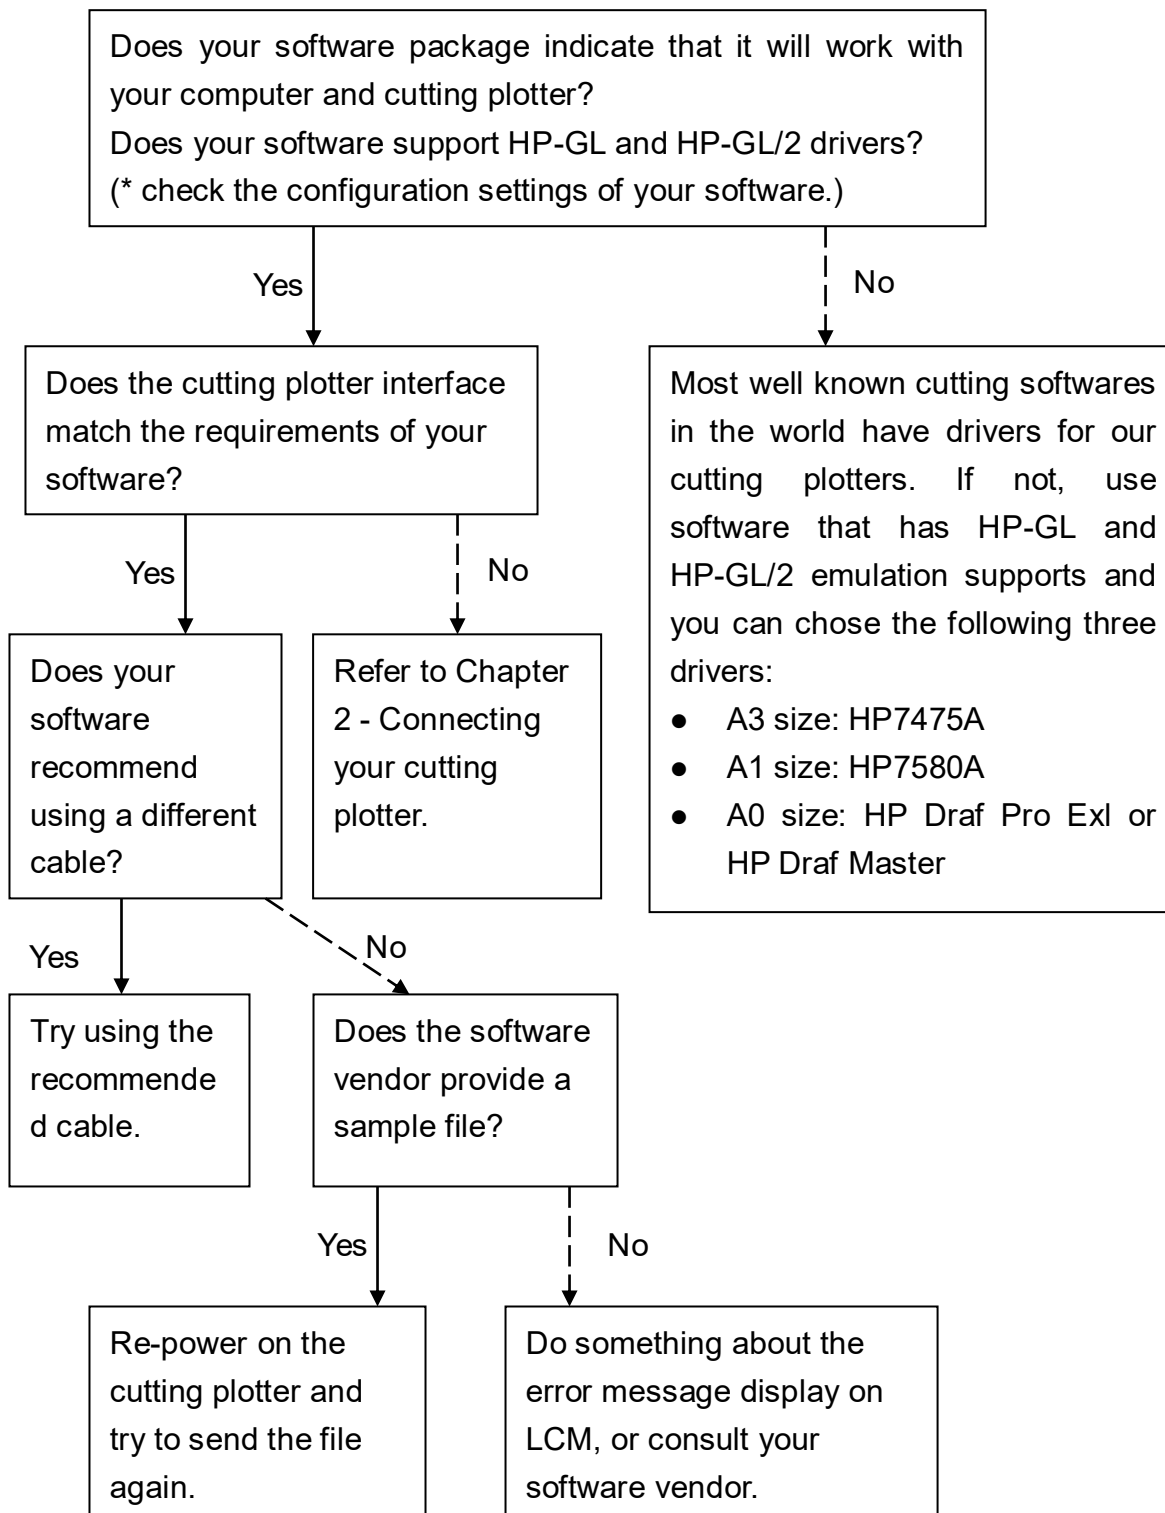 Does your software package indicate that it will work with
your computer and cutting plotter?
Does your software support HP-GL and HP-GL/2 drivers?
(* check the configuration settings of your software.)
Yes
No
Does the cutting plotter interface
match the requirements of your
software?
Most well known cutting softwares
in the world have drivers for our
cutting plotters. If not, use
software that has HP-GL and
HP-GL/2 emulation supports and
you can chose the following three
drivers:
● A3 size: HP7475A
● A1 size: HP7580A
● A0 size: HP Draf Pro Exl or
HP Draf Master
Yes
No
Does your
software
recommend
using a different
cable?
Refer to Chapter
2 - Connecting
your cutting
plotter.
Yes
No
Try using the
recommende
d cable.
Does the software
vendor provide a
sample file?
Yes
No
Re-power on the
cutting plotter and
try to send the file
again.
Do something about the
error message display on
LCM, or consult your
software vendor.